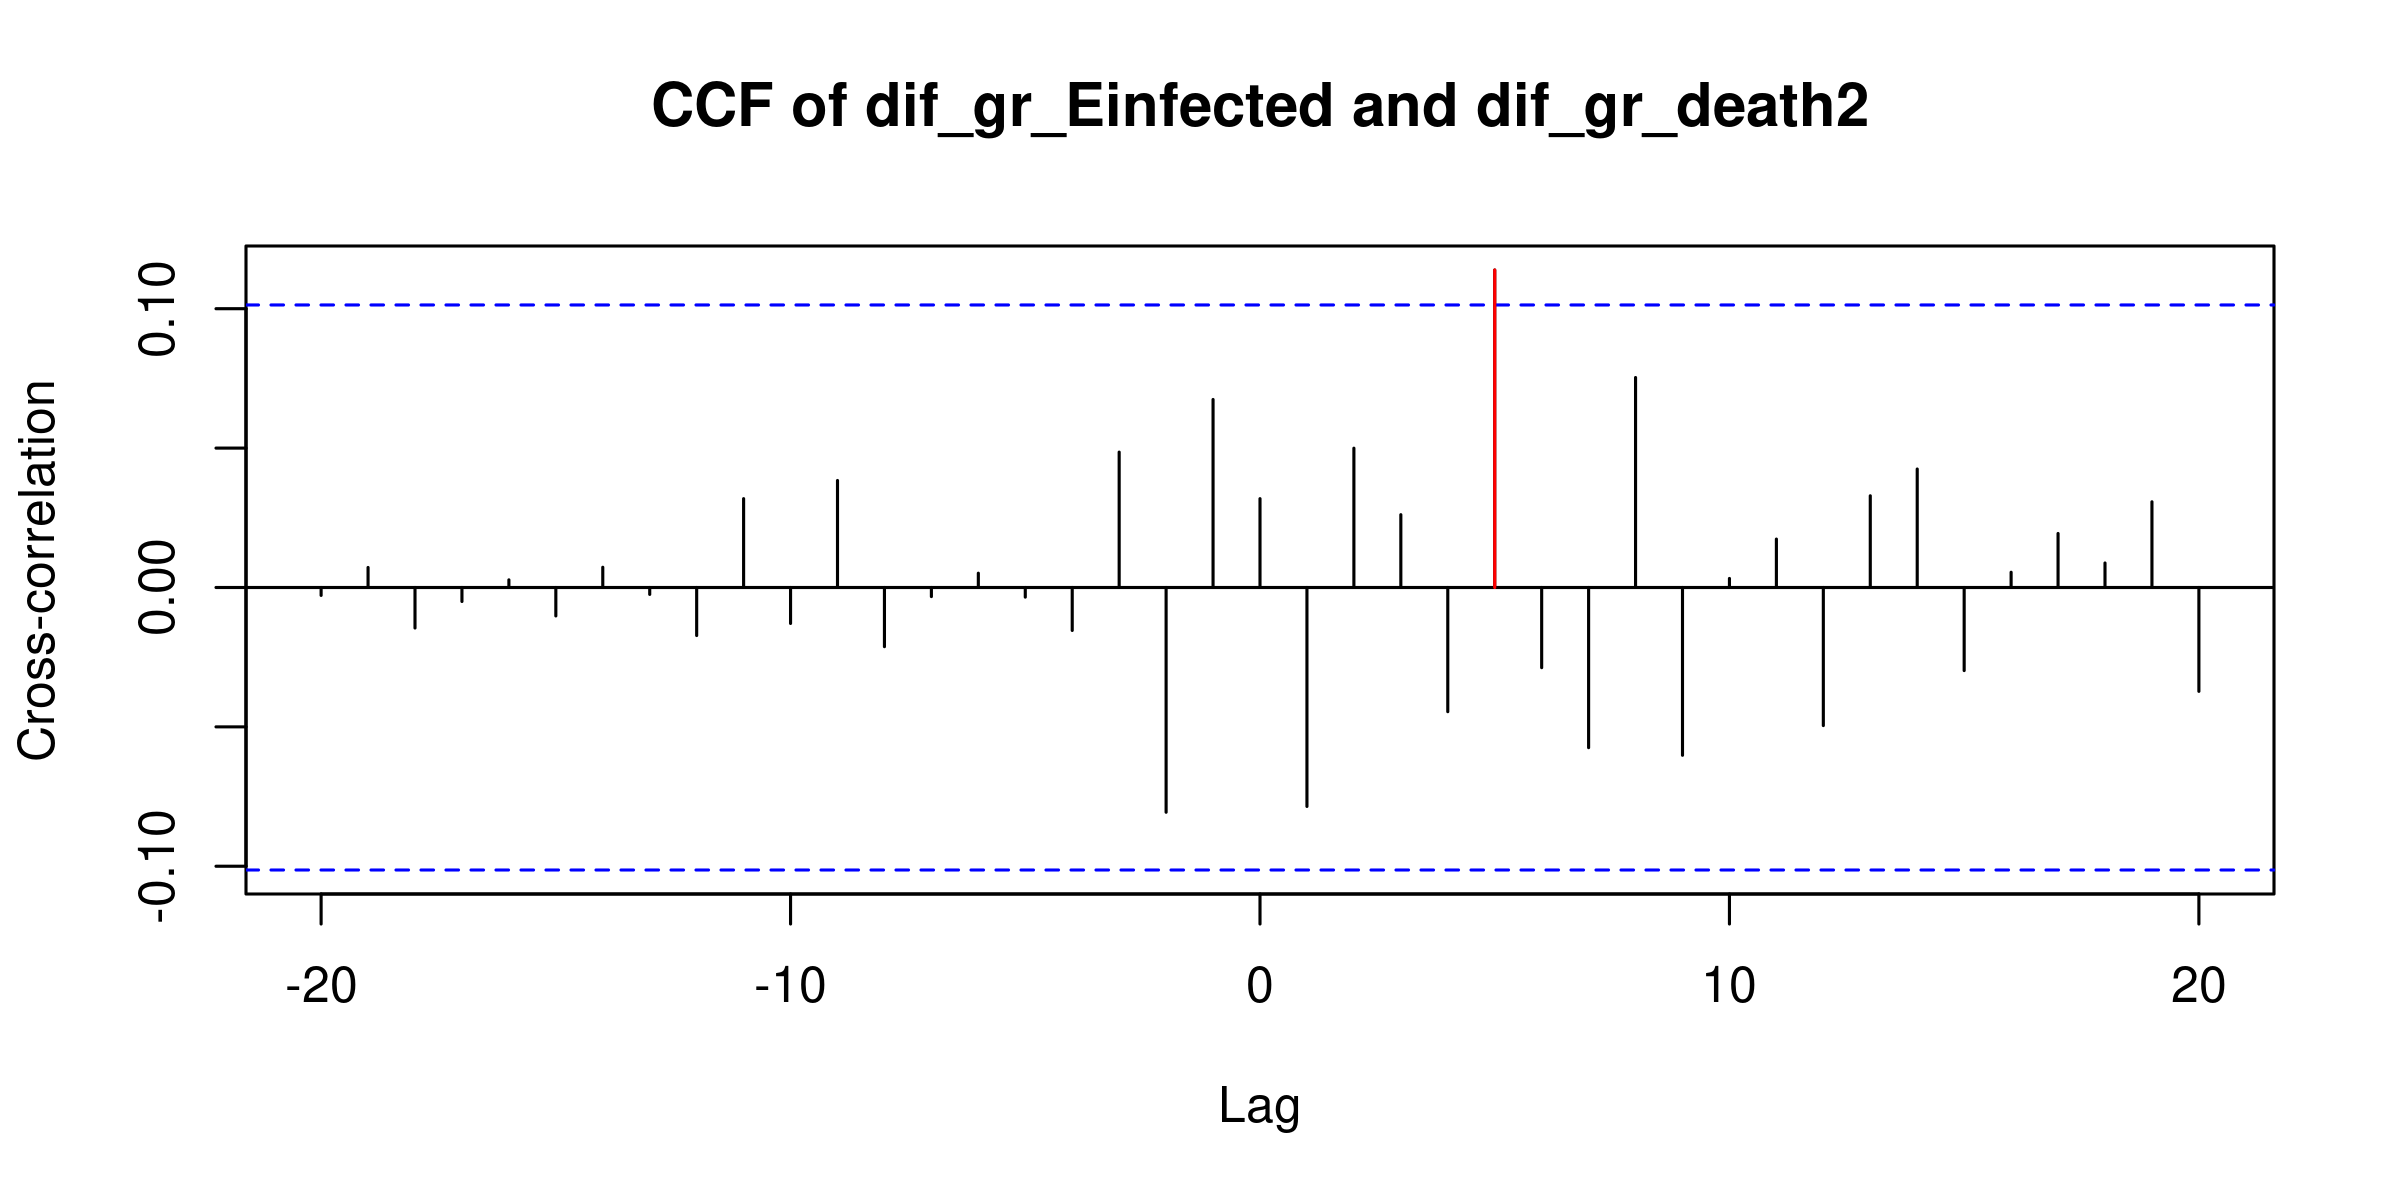 CCF of dif_gr_Einfected and dif_gr_death2
Cross-correlation
0.10
0.00
-0.10
-20
-10
0
10
20
Lag